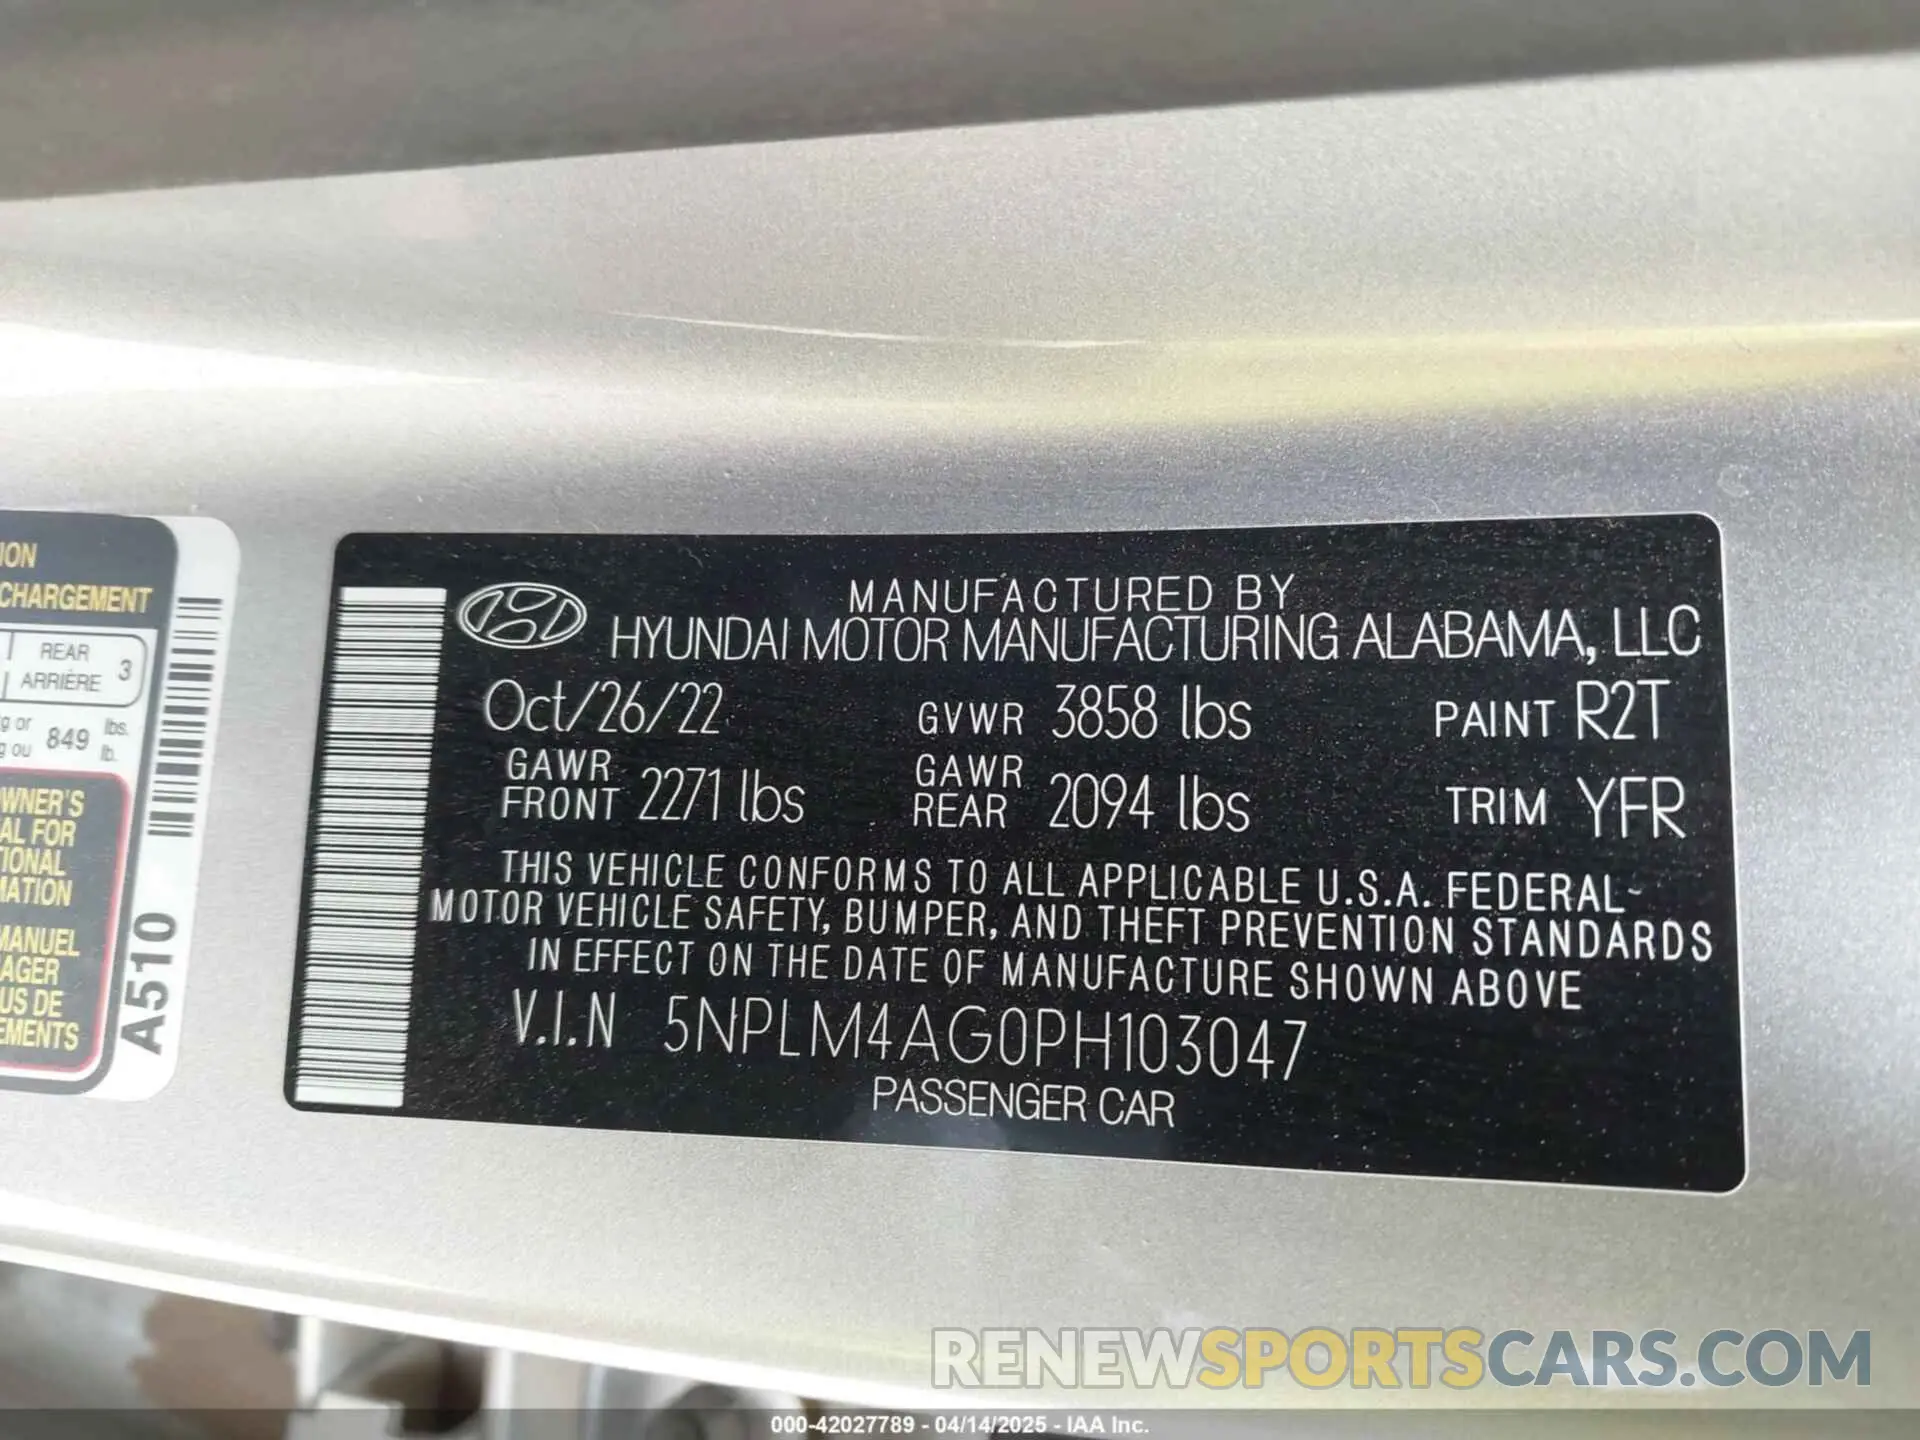 ION
CHARGEMENT
REAR
ARRIÈRE
3
g or
g ou
849
lbs.
lb.
WNER'S
AL FOR
TIONAL
MATION
MANUEL
AGER
US DE
EMENTS
A510
MANUFACTURED BY
HYUNDAI MOTOR MANUFACTURING ALABAMA, LLC
Oct/26/22 GVWR 3858 lbs PAINT R2T
GAWR FRONT 2271 lbs GAWR REAR 2094 lbs TRIM YFR
THIS VEHICLE CONFORMS TO ALL APPLICABLE U.S.A. FEDERAL
MOTOR VEHICLE SAFETY, BUMPER, AND THEFT PREVENTION STANDARDS
IN EFFECT ON THE DATE OF MANUFACTURE SHOWN ABOVE
V.I.N 5NPLM4AG0PH103047
PASSENGER CAR
RENEWSPORTSCARS.COM
000-42027789 - 04/14/2025 - IAA Inc.